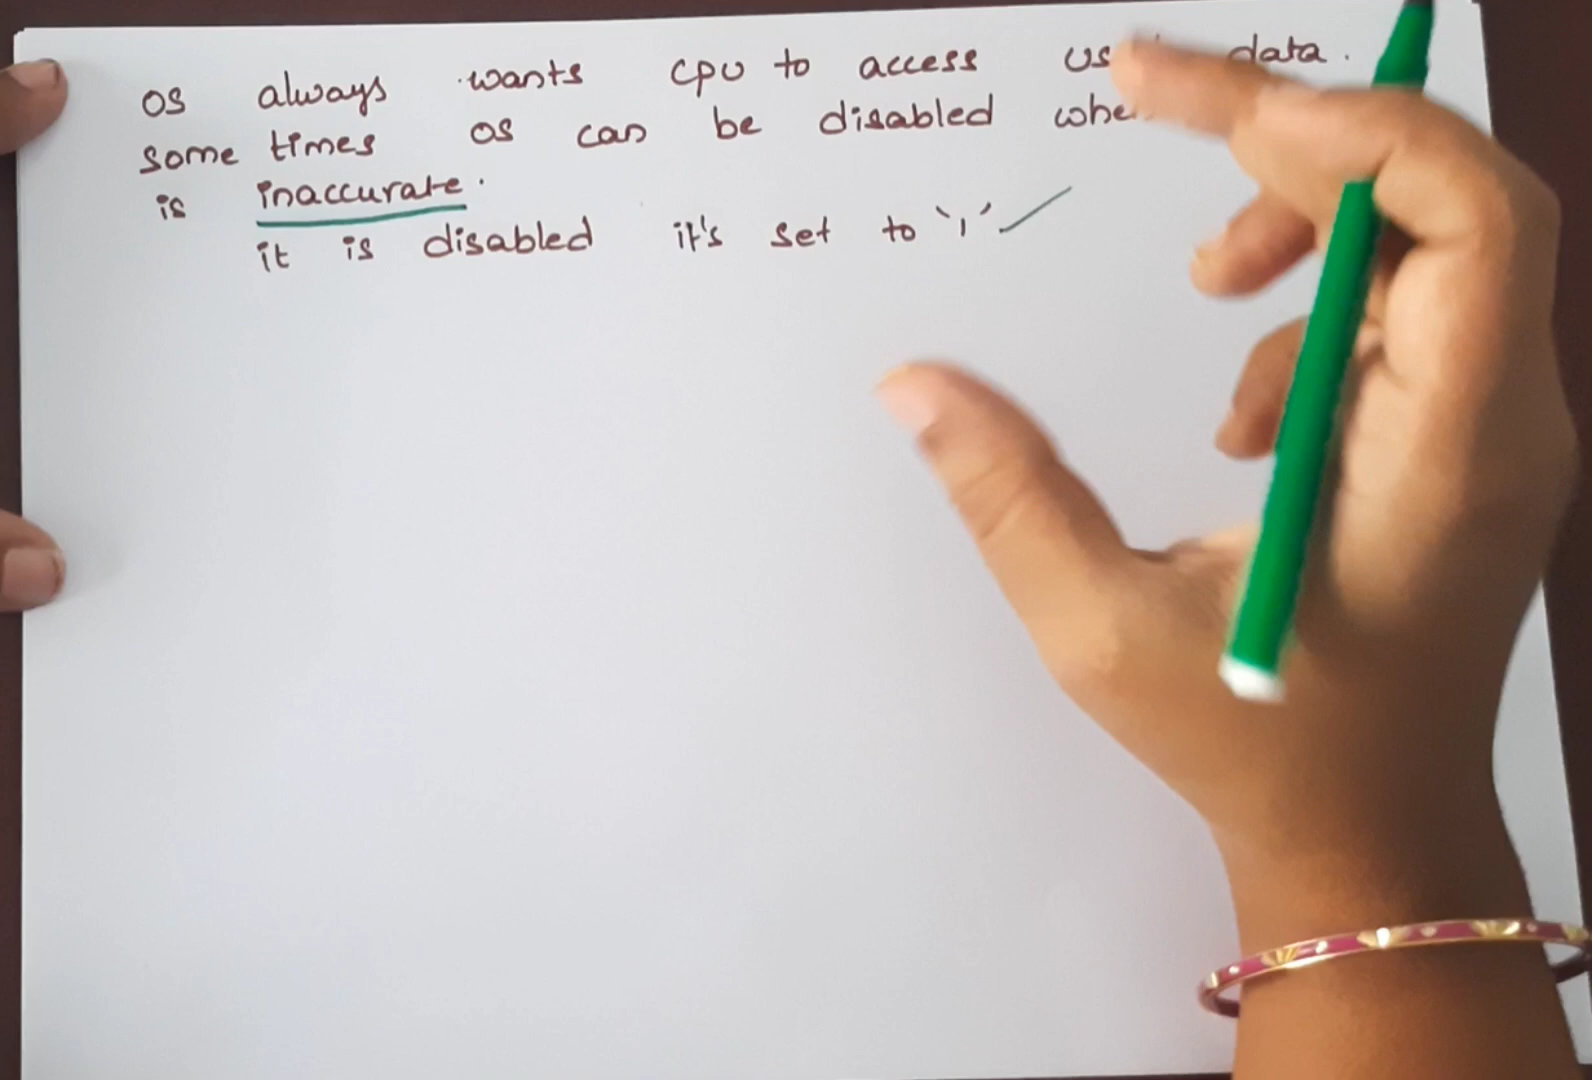 os always wants cpu to access data.
some times os can be disabled
is inaccurate.
it is disabled it's set to '1'